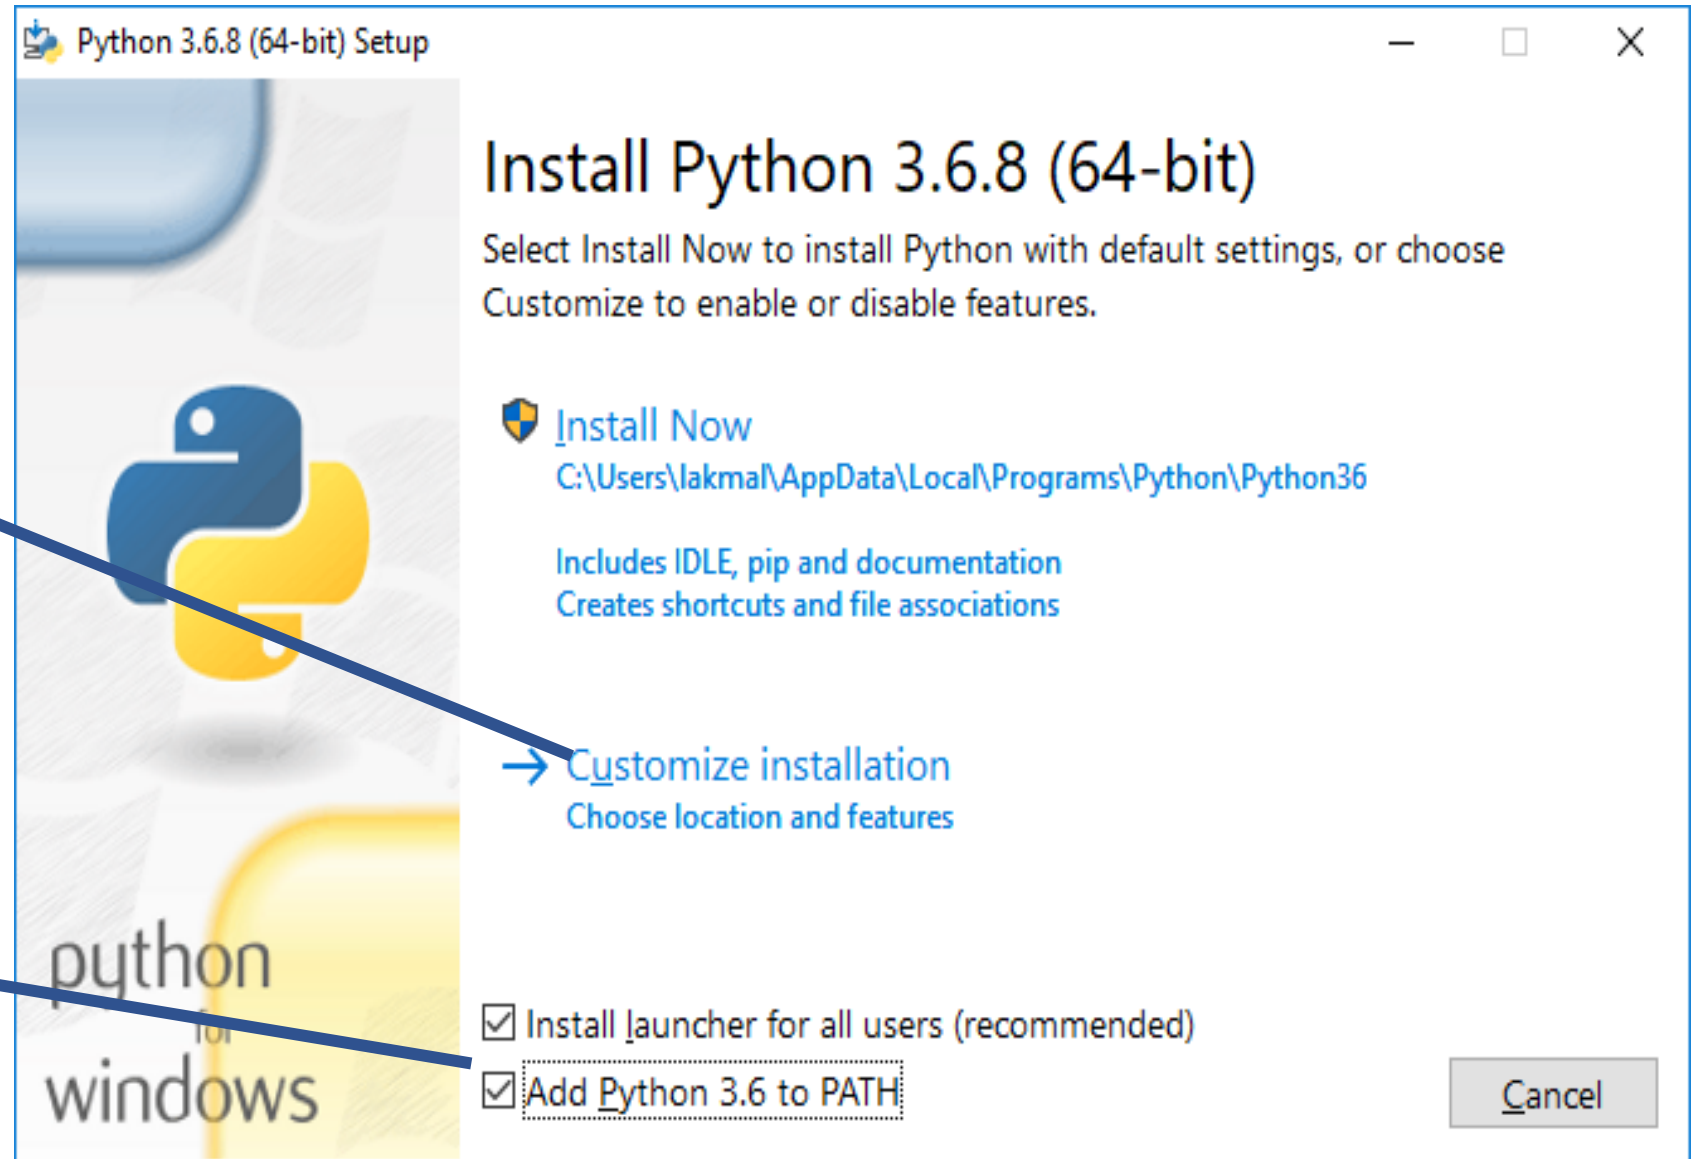 Python 3.6.8 (64-bit) Setup
Install Python 3.6.8 (64-bit)
Select Install Now to install Python with default settings, or choose
Customize to enable or disable features.
Install Now
C:\Users\lakmal\AppData\Local\Programs\Python\Python36
Includes IDLE, pip and documentation
Creates shortcuts and file associations
Customize installation
Choose location and features
python
for
windows
Install launcher for all users (recommended)
Add Python 3.6 to PATH
Cancel